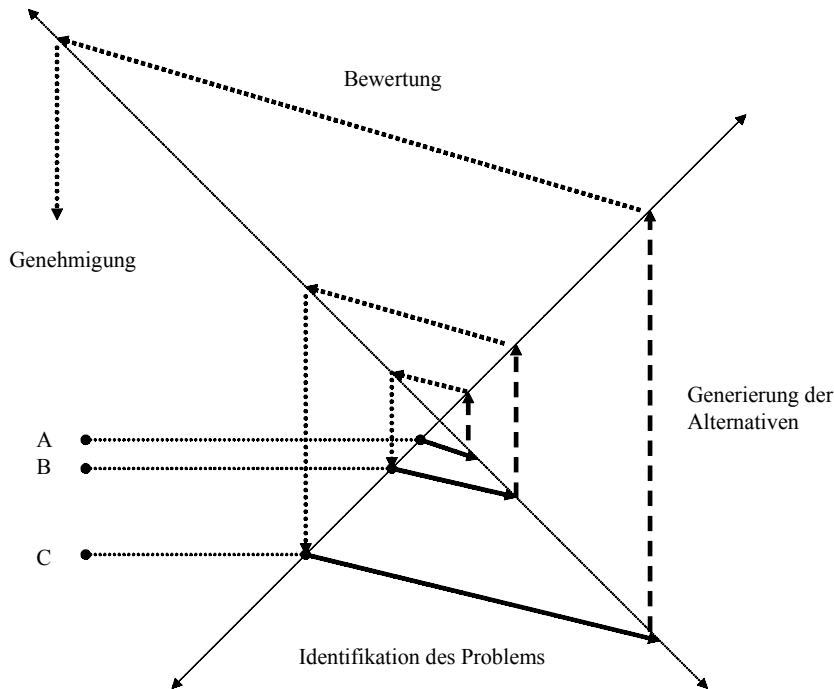 Bewertung
Genehmigung
Generierung der
Alternativen
A
B
C
Identifikation des Problems